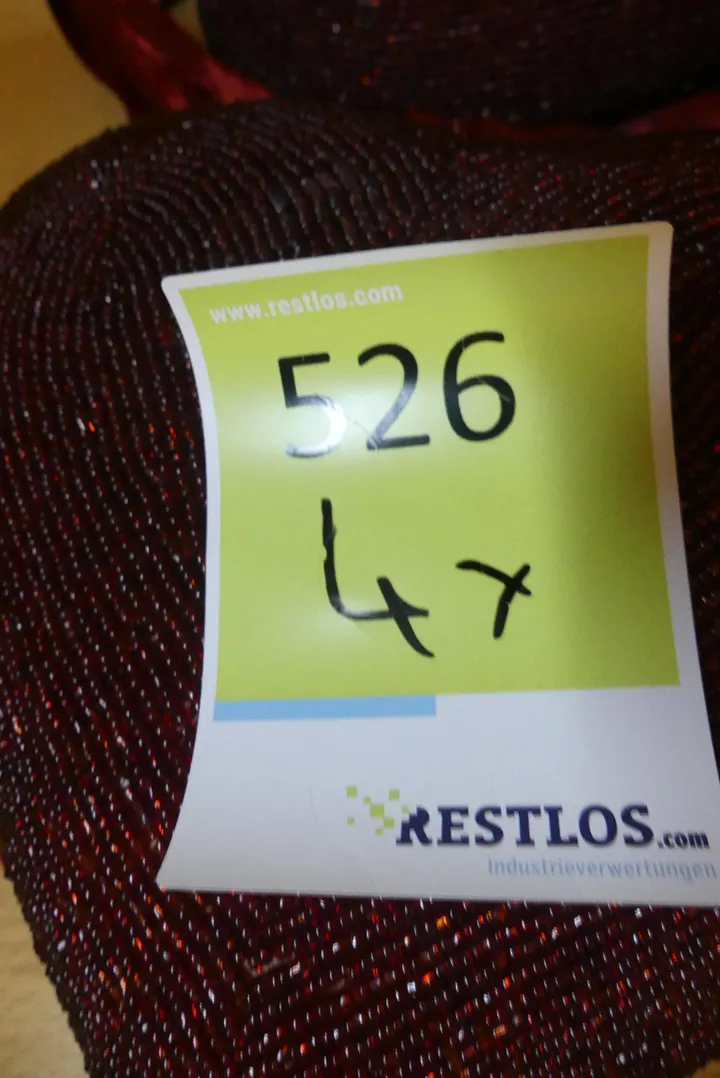 www.restlos.com
526
4x
RESTLOS.com
Industrieverwertungen